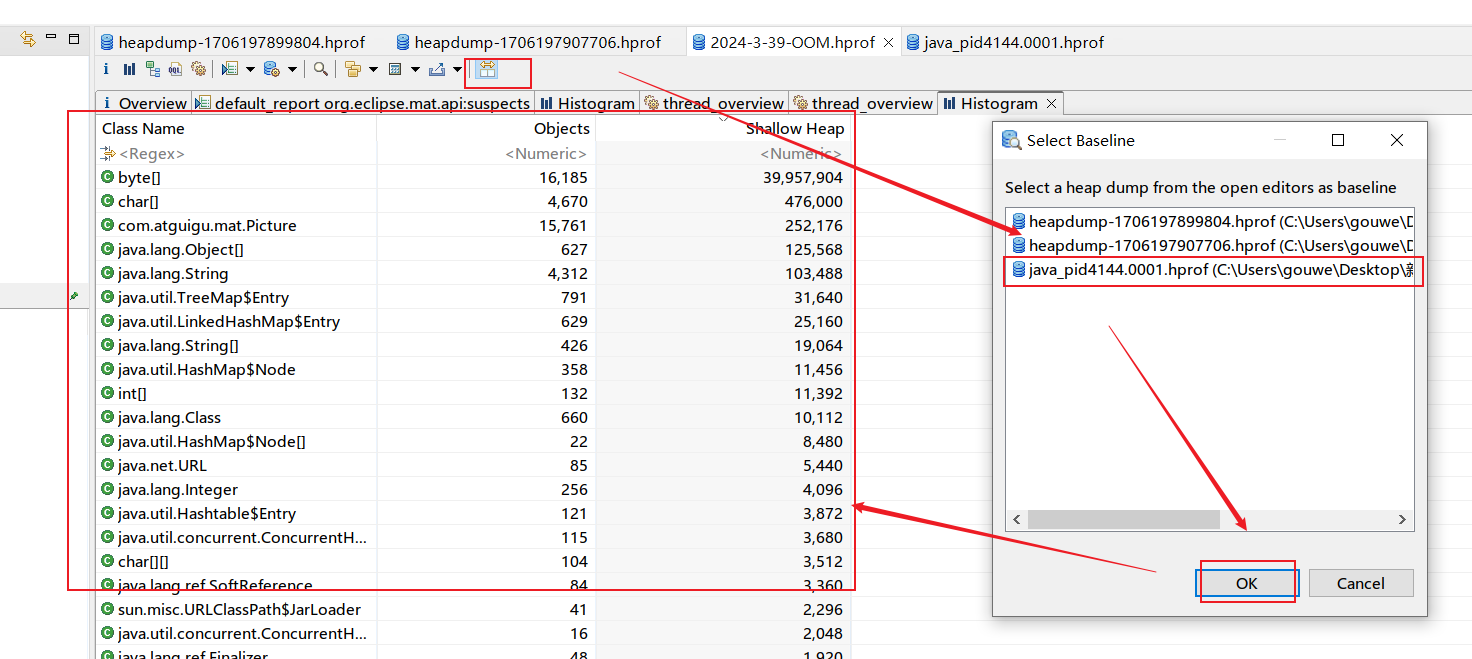 heapdump-1706197899804.hprof heapdump-1706197907706.hprof 2024-3-39-OOM.hprof java_pid4144.0001.hprof
Overview default_report org.eclipse.mat.api:suspects Histogram thread_overview thread_overview Histogram
Class Name Objects Shallow Heap
<Regex> <Numeric> <Numeric>
byte[] 16,185 39,957,904
char[] 4,670 476,000
com.atguigu.mat.Picture 15,761 252,176
java.lang.Object[] 627 125,568
java.lang.String 4,312 103,488
java.util.TreeMap$Entry 791 31,640
java.util.LinkedHashMap$Entry 629 25,160
java.lang.String[] 426 19,064
java.util.HashMap$Node 358 11,456
int[] 132 11,392
java.lang.Class 660 10,112
java.util.HashMap$Node[] 22 8,480
java.net.URL 85 5,440
java.lang.Integer 256 4,096
java.util.Hashtable$Entry 121 3,872
java.util.concurrent.ConcurrentH... 115 3,680
char[][] 104 3,512
java.lang.ref.SoftReference 84 3,360
sun.misc.URLClassPath$JarLoader 41 2,296
java.util.concurrent.ConcurrentH... 16 2,048
java.lang.ref.Finalizer 48 1,920
Select Baseline
Select a heap dump from the open editors as baseline
heapdump-1706197899804.hprof (C:\Users\gouwe\D
heapdump-1706197907706.hprof (C:\Users\gouwe\D
java_pid4144.0001.hprof (C:\Users\gouwe\Desktop\
OK Cancel